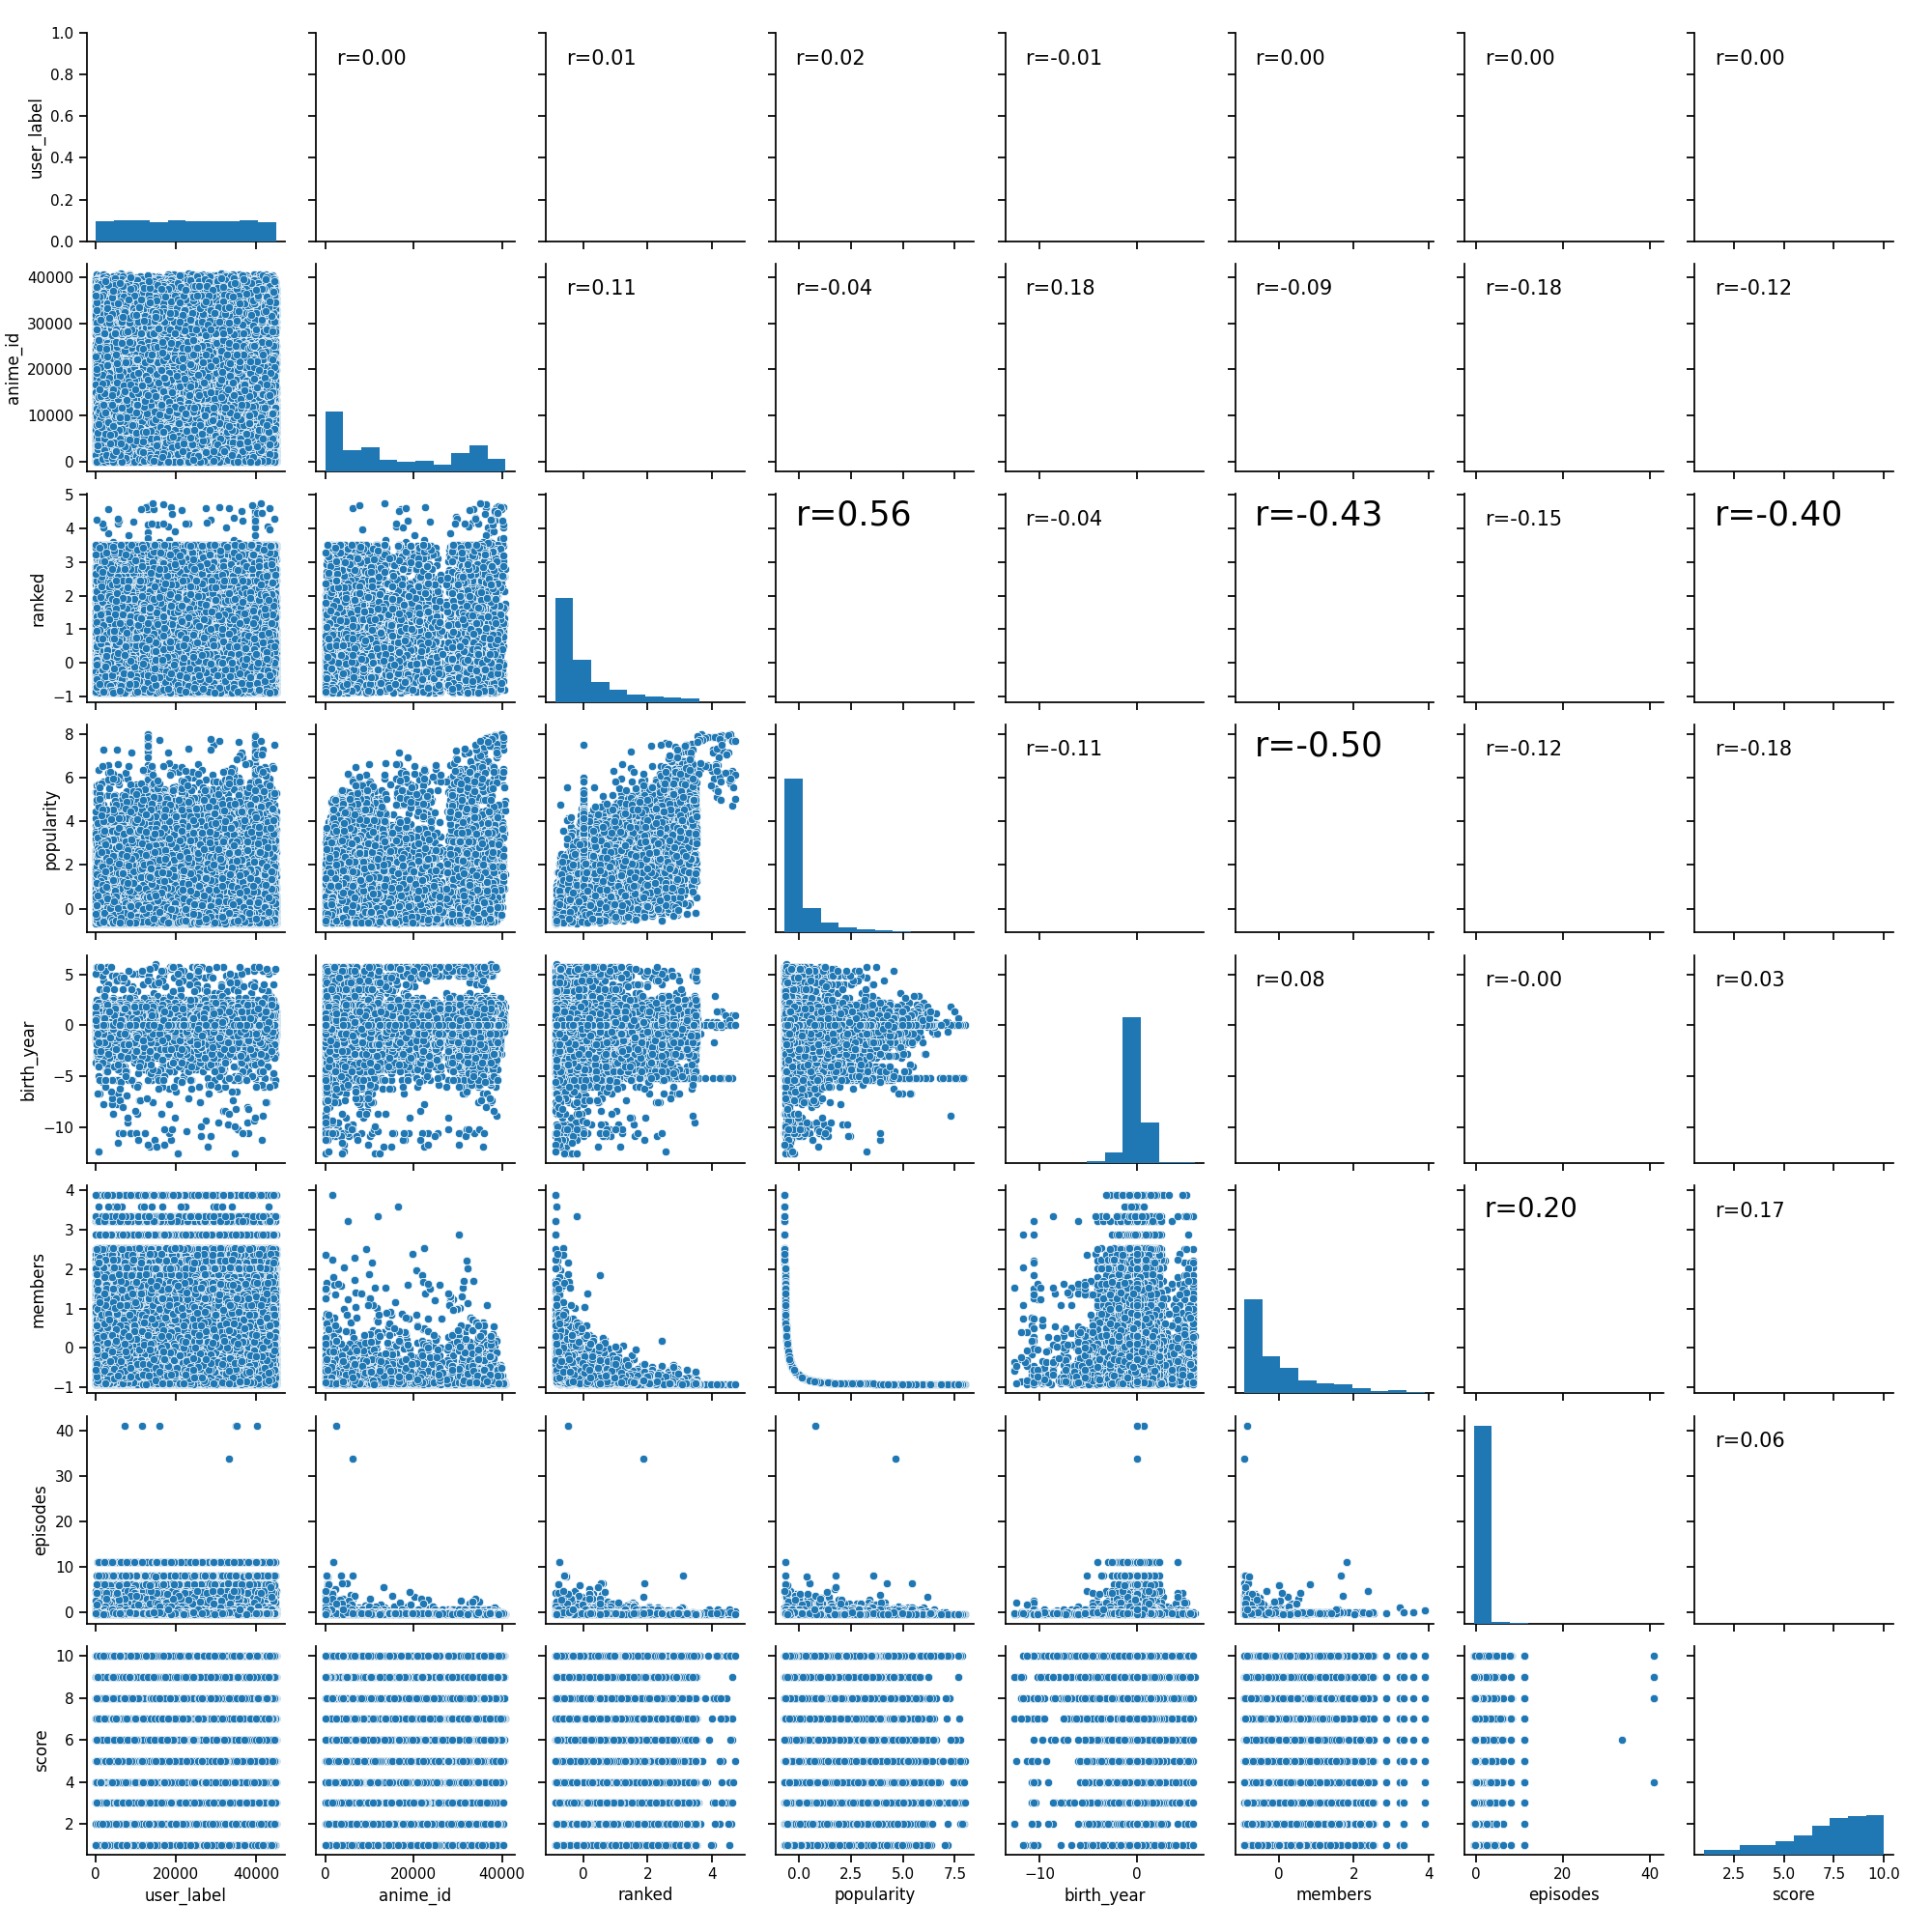 1.0
0.8
0.6
0.4
0.2
0.0
user_label
r=0.00
r=0.01
r=0.02
r=-0.01
r=0.00
r=0.00
r=0.00
40000
30000
20000
10000
0
anime_id
r=0.11
r=-0.04
r=0.18
r=-0.09
r=-0.18
r=-0.12
5
4
3
2
1
0
−1
ranked
r=0.56
r=-0.04
r=-0.43
r=-0.15
r=-0.40
8
6
4
2
0
popularity
r=-0.11
r=-0.50
r=-0.12
r=-0.18
5
0
−5
−10
birth_year
r=0.08
r=-0.00
r=0.03
4
3
2
1
0
−1
members
r=0.20
r=0.17
40
30
20
10
0
episodes
r=0.06
10
8
6
4
2
score
0 20000 40000
0 20000 40000
0 2 4
0.0 2.5 5.0 7.5
−10 0
0 2 4
0 20 40
2.5 5.0 7.5 10.0
user_label
anime_id
ranked
popularity
birth_year
members
episodes
score